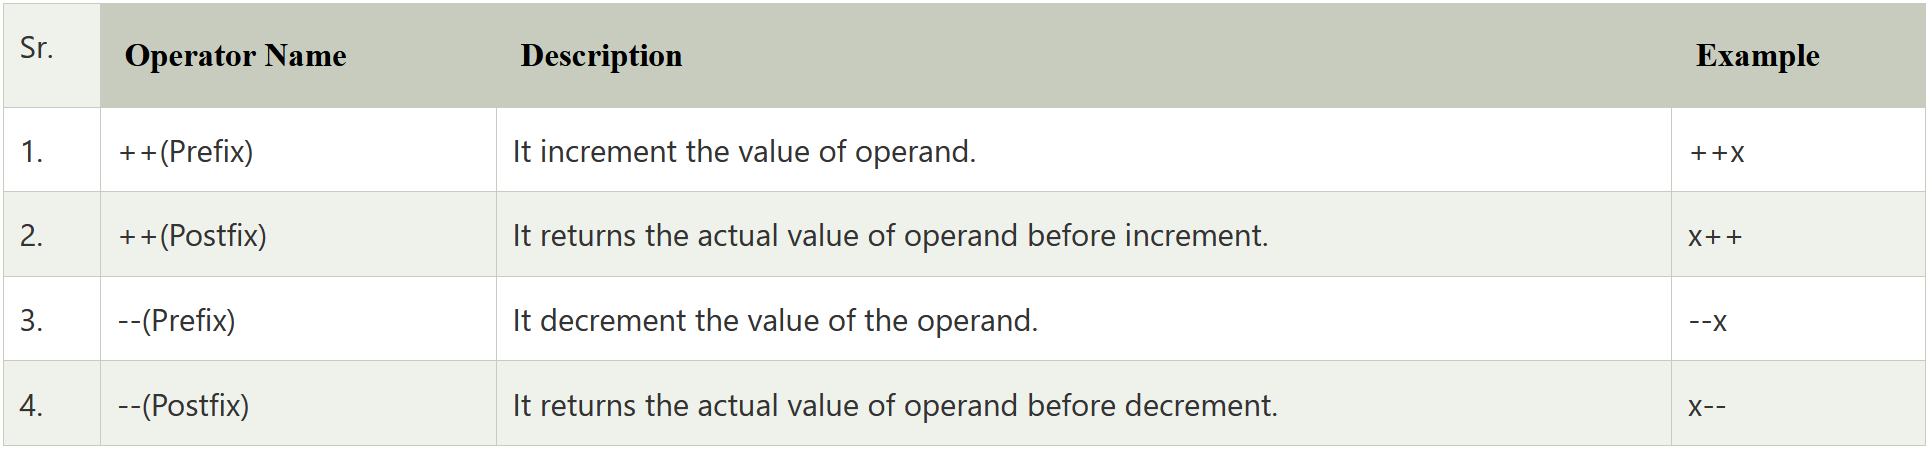 Sr. Operator Name Description Example
1. ++(Prefix) It increment the value of operand. ++x
2. ++(Postfix) It returns the actual value of operand before increment. x++
3. --(Prefix) It decrement the value of the operand. --x
4. --(Postfix) It returns the actual value of operand before decrement. x--